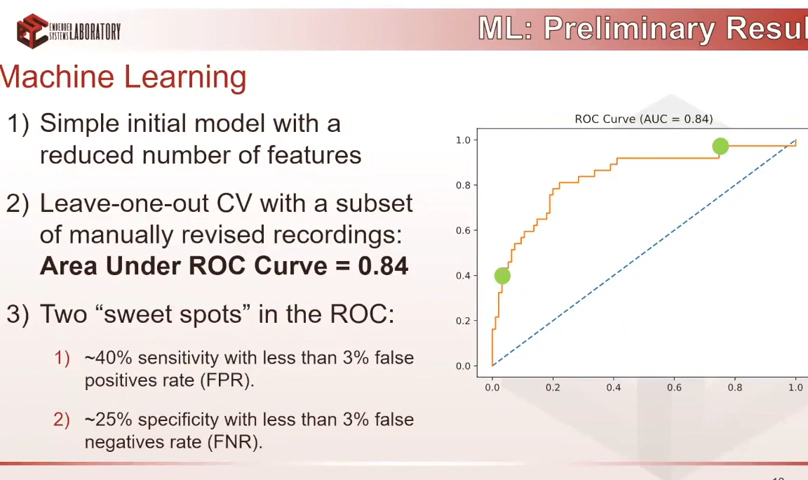 EMBEDDED
SYSTEMS LABORATORY
ML: Preliminary Resul
Machine Learning
1) Simple initial model with a
reduced number of features
2) Leave-one-out CV with a subset
of manually revised recordings:
Area Under ROC Curve = 0.84
3) Two “sweet spots” in the ROC:
1) ~40% sensitivity with less than 3% false
positives rate (FPR).
2) ~25% specificity with less than 3% false
negatives rate (FNR).
ROC Curve (AUC = 0.84)
1.0
0.8
0.6
0.4
0.2
0.0
0.0 0.2 0.4 0.6 0.8 1.0